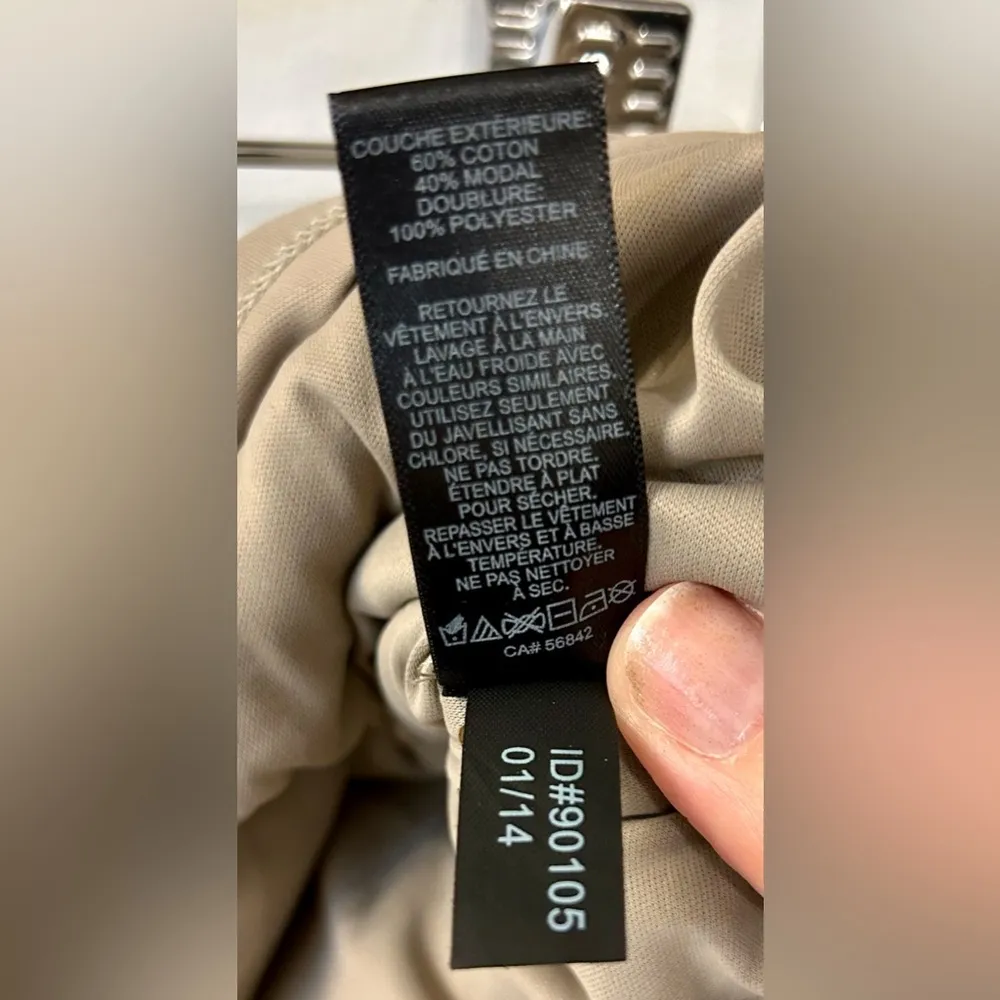 COUCHE EXTÉRIEURE:
60% COTON
40% MODAL
DOUBLURE:
100% POLYESTER
FABRIQUÉ EN CHINE
RETOURNEZ LE
VÊTEMENT À L'ENVERS.
LAVAGE À LA MAIN
À L'EAU FROIDE AVEC
COULEURS SIMILAIRES.
UTILISEZ SEULEMENT
DU JAVELLISANT SANS
CHLORE, SI NÉCESSAIRE.
NE PAS TORDRE.
ÉTENDRE À PLAT
POUR SÉCHER.
REPASSER LE VÊTEMENT
À L'ENVERS ET À BASSE
TEMPÉRATURE.
NE PAS NETTOYER
À SEC.
CA# 56842
ID#90105
01/14